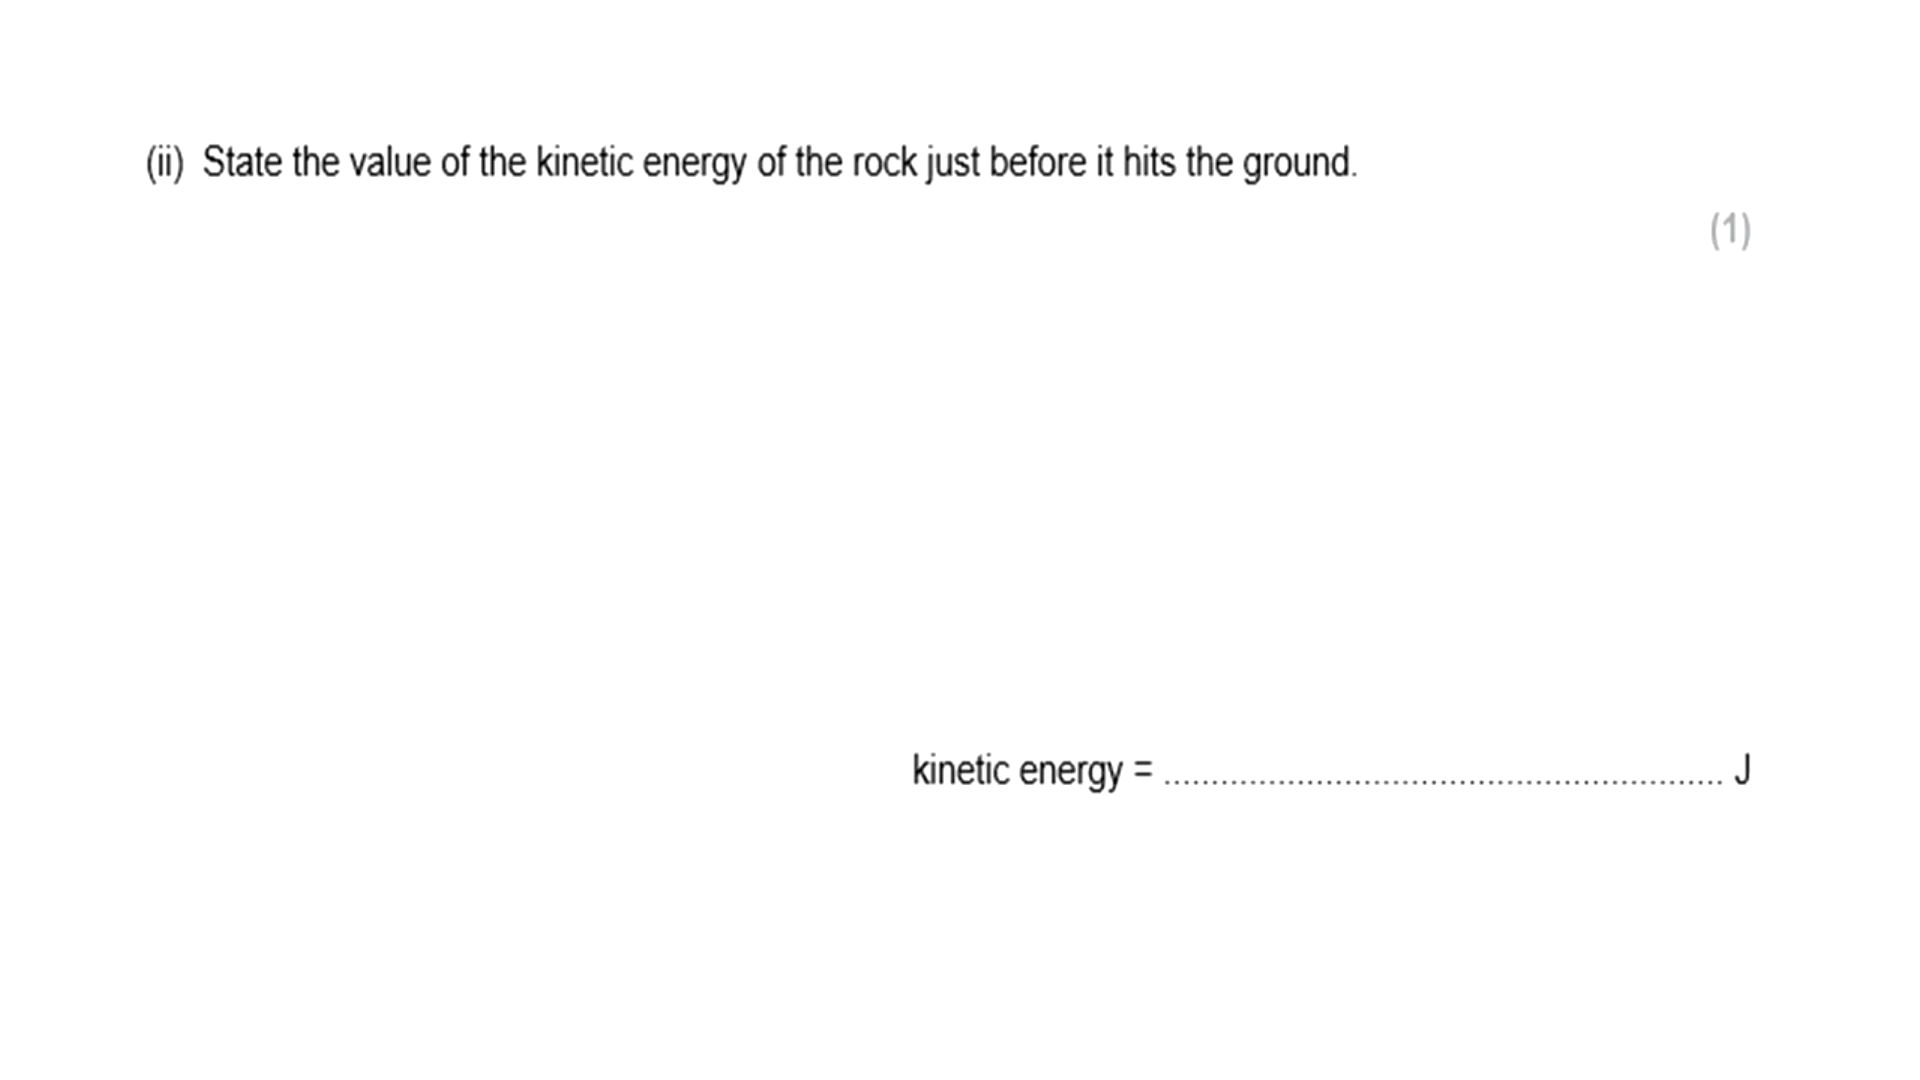 (ii) State the value of the kinetic energy of the rock just before it hits the ground.
(1)
kinetic energy = ........................................................... J